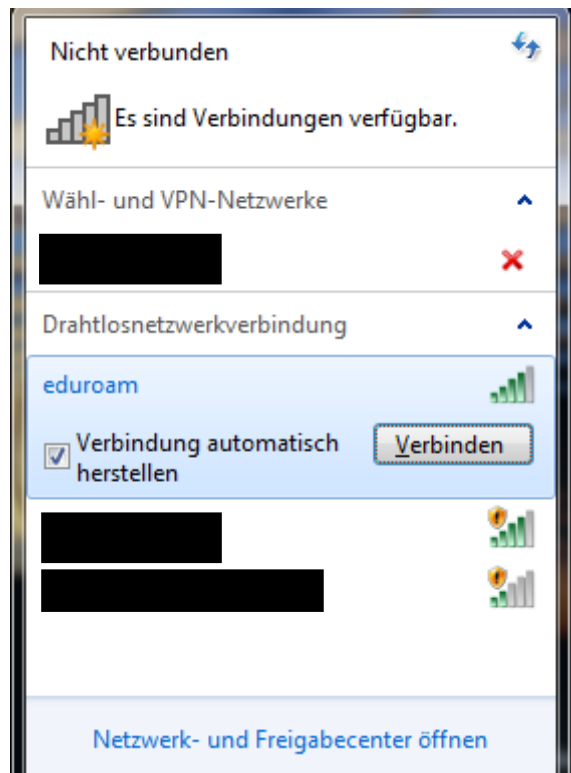 Nicht verbunden
Es sind Verbindungen verfügbar.
Wähl- und VPN-Netzwerke
Drahtlosnetzwerkverbindung
eduroam
Verbindung automatisch
herstellen
Verbinden
Netzwerk- und Freigabecenter öffnen